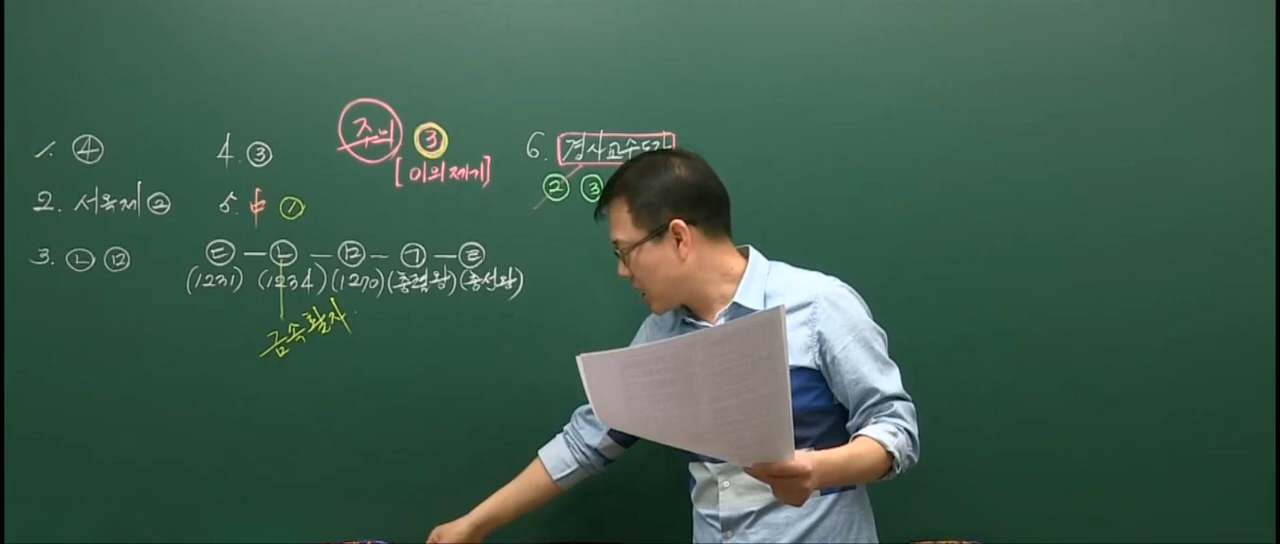 1. ④
2. 서옥제 ②
3. ㉡ ㉤
4. ③
5. 中 ①
㉢ — ㉡ — ㉤ — ㉠ — ㉣
(1231) (1234) (1270) (충렬왕) (충선왕)
금속활자
주의 ③
[이의제기]
6. 경사교수도감
② ③